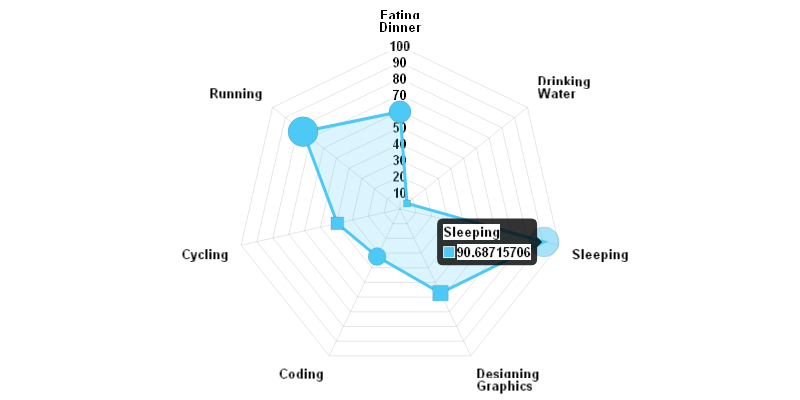 Eating
Dinner
100
90
80
70
50
40
30
20
10
Drinking
Water
Sleeping
Designing
Graphics
Coding
Cycling
Running
Sleeping
90.68715706